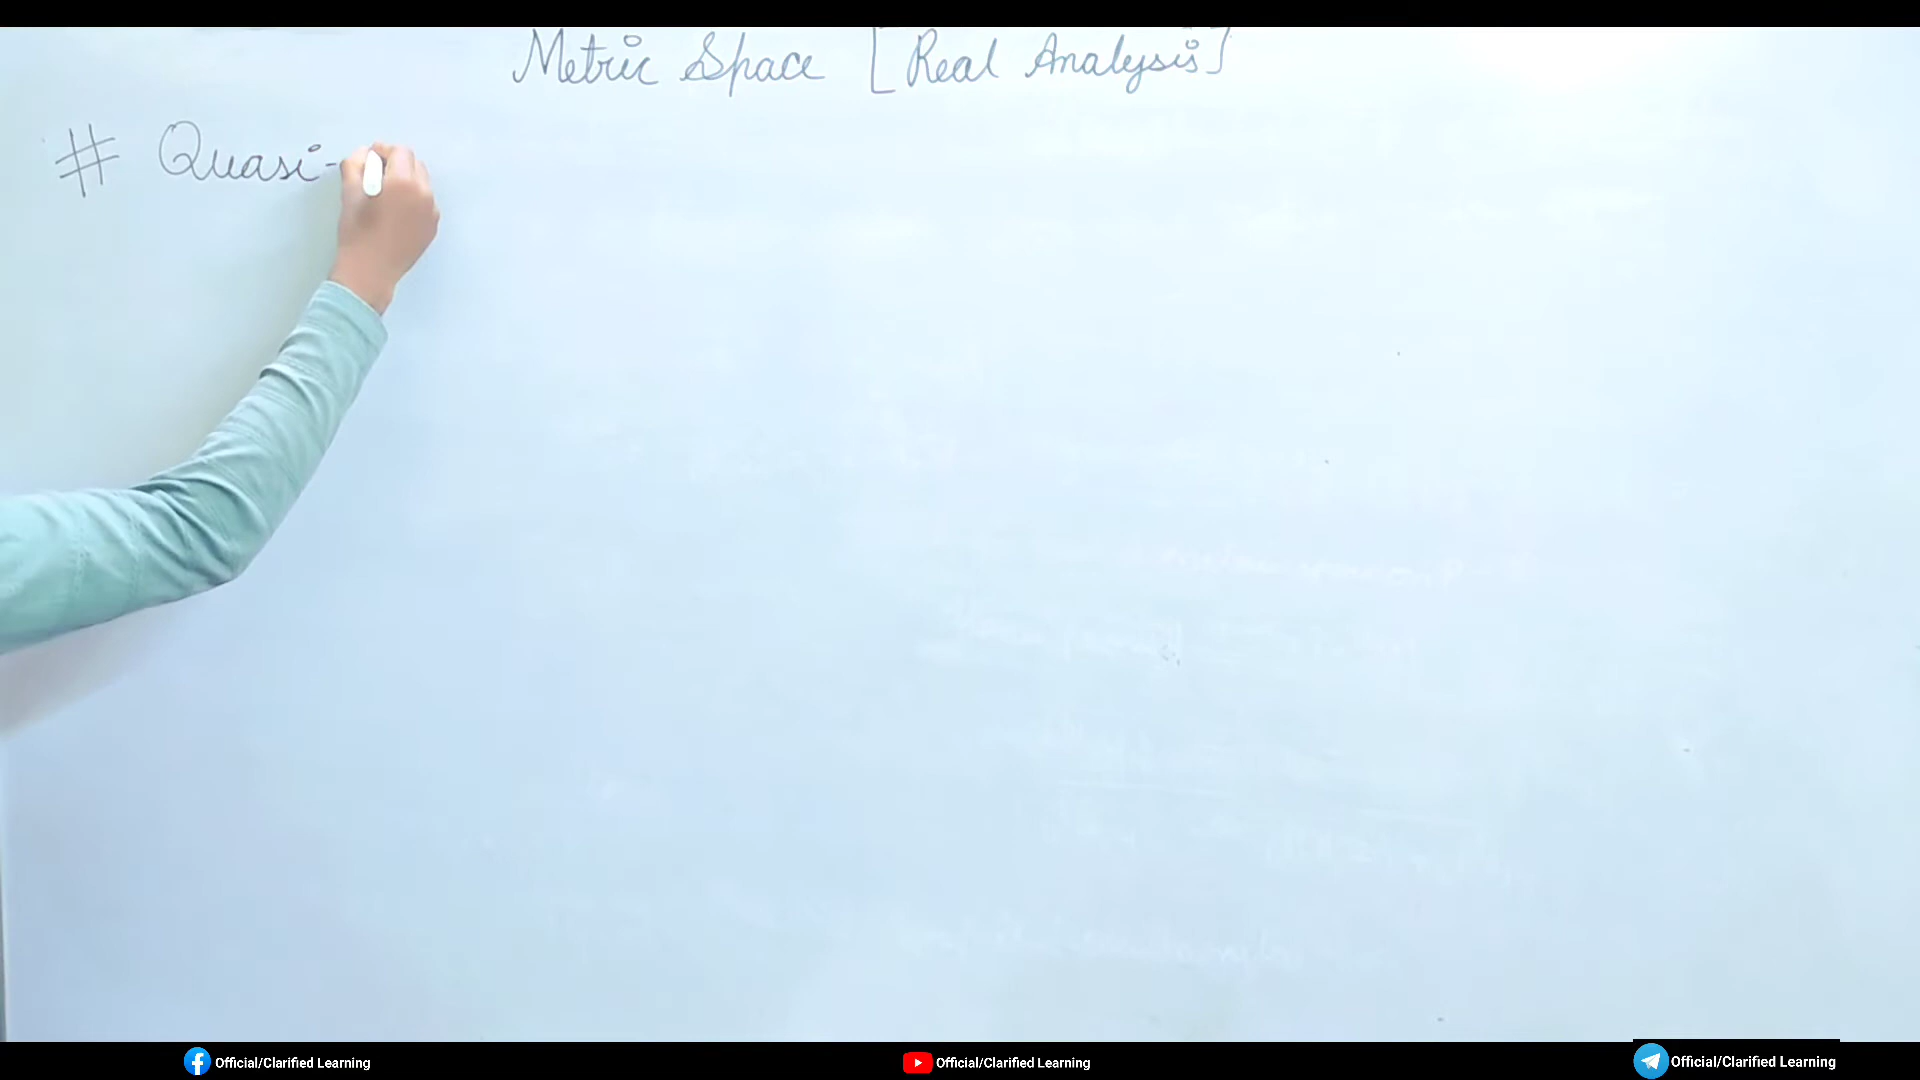 Metric Space [Real Analysis]
# Quasi-
Official/Clarified Learning
Official/Clarified Learning
Official/Clarified Learning